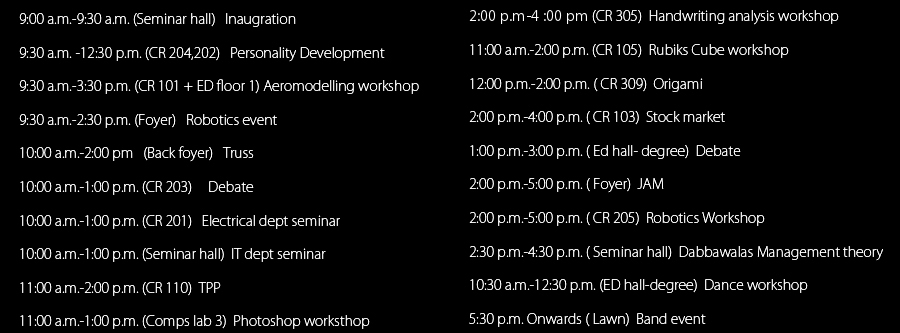 9:00 a.m.-9:30 a.m. (Seminar hall) Inaugration
9:30 a.m. -12:30 p.m. (CR 204,202) Personality Development
9:30 a.m.-3:30 p.m. (CR 101 + ED floor 1) Aeromodelling workshop
9:30 a.m.-2:30 p.m. (Foyer) Robotics event
10:00 a.m.-2:00 pm (Back foyer) Truss
10:00 a.m.-1:00 p.m. (CR 203) Debate
10:00 a.m.-1:00 p.m. (CR 201) Electrical dept seminar
10:00 a.m.-1:00 p.m. (Seminar hall) IT dept seminar
11:00 a.m.-2:00 p.m. (CR 110) TPP
11:00 a.m.-1:00 p.m. (Comps lab 3) Photoshop worksthop
2:00 p.m-4 :00 pm (CR 305) Handwriting analysis workshop
11:00 a.m.-2:00 p.m. (CR 105) Rubiks Cube workshop
12:00 p.m.-2:00 p.m. ( CR 309) Origami
2:00 p.m.-4:00 p.m. ( CR 103) Stock market
1:00 p.m.-3:00 p.m. ( Ed hall- degree) Debate
2:00 p.m.-5:00 p.m. ( Foyer) JAM
2:00 p.m.-5:00 p.m. ( CR 205) Robotics Workshop
2:30 p.m.-4:30 p.m. ( Seminar hall) Dabbawalas Management theory
10:30 a.m.-12:30 p.m. (ED hall-degree) Dance workshop
5:30 p.m. Onwards ( Lawn) Band event